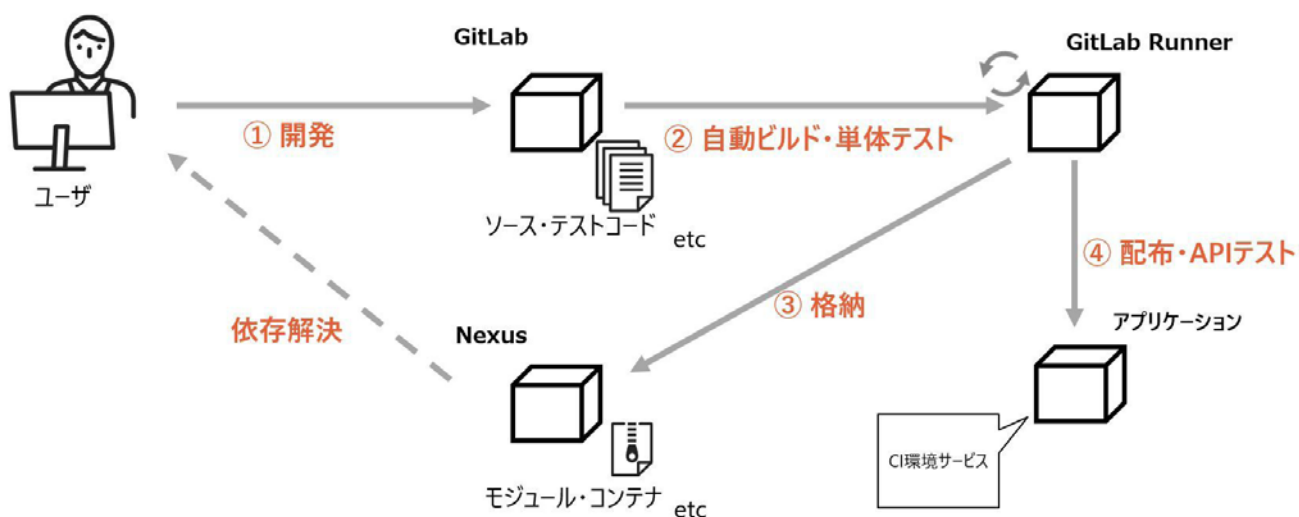 GitLab
GitLab Runner
① 開発
② 自動ビルド・単体テスト
ユーザ
ソース・テストコード
etc
④ 配布・APIテスト
③ 格納
依存解決
Nexus
アプリケーション
CI環境サービス
モジュール・コンテナ
etc